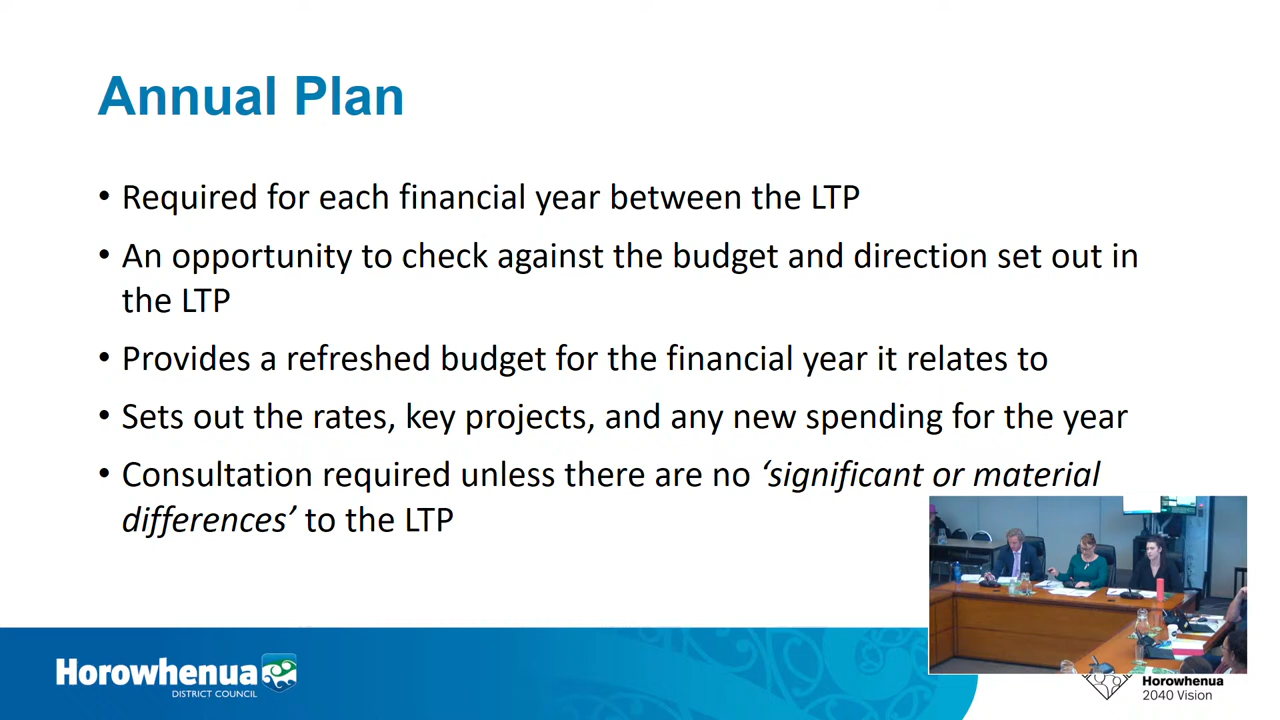 Annual Plan
• Required for each financial year between the LTP
• An opportunity to check against the budget and direction set out in
the LTP
• Provides a refreshed budget for the financial year it relates to
• Sets out the rates, key projects, and any new spending for the year
• Consultation required unless there are no ‘significant or material
differences’ to the LTP
Horowhenua
DISTRICT COUNCIL
Horowhenua
2040 Vision